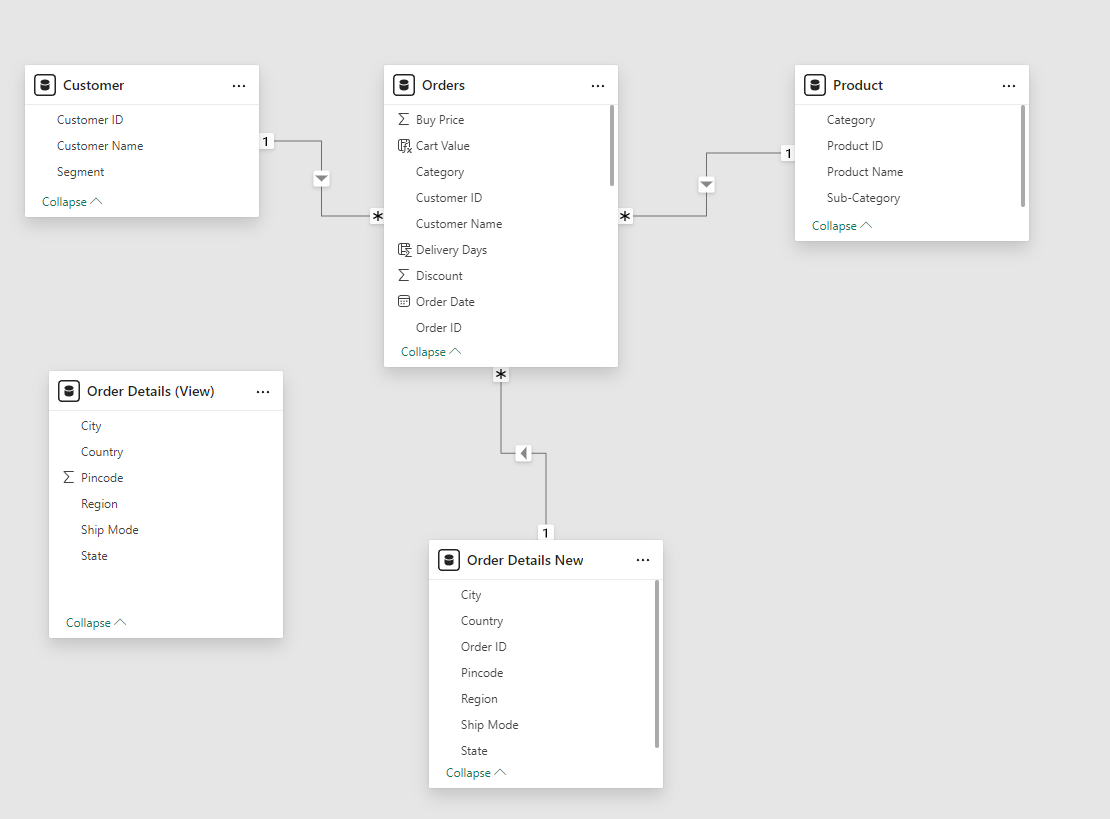 Customer
...
Customer ID
Customer Name
Segment
Collapse
1
*
Orders
...
Σ Buy Price
Cart Value
Category
Customer ID
Customer Name
Delivery Days
Σ Discount
Order Date
Order ID
Collapse
*
1
Product
...
Category
Product ID
Product Name
Sub-Category
Collapse
Order Details (View)
...
City
Country
Σ Pincode
Region
Ship Mode
State
Collapse
*
1
Order Details New
...
City
Country
Order ID
Pincode
Region
Ship Mode
State
Collapse